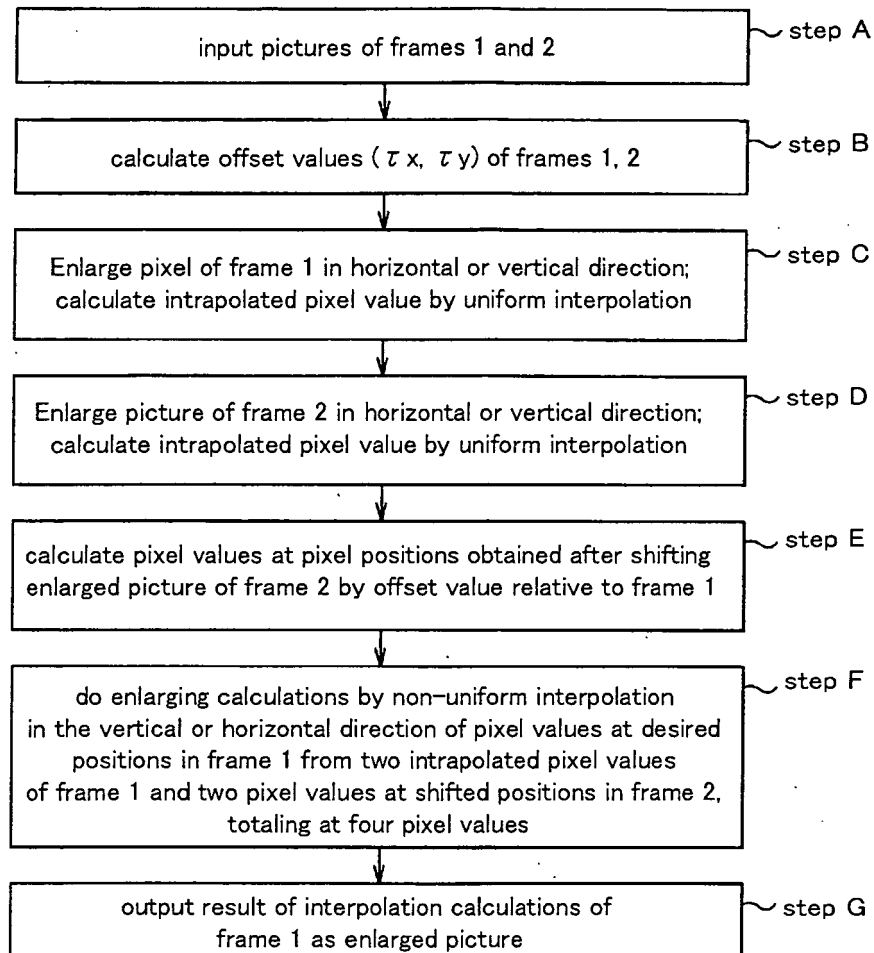 input pictures of frames 1 and 2
step A
calculate offset values (τx, τy) of frames 1, 2
step B
Enlarge pixel of frame 1 in horizontal or vertical direction;
calculate intrapolated pixel value by uniform interpolation
step C
Enlarge picture of frame 2 in horizontal or vertical direction;
calculate intrapolated pixel value by uniform interpolation
step D
calculate pixel values at pixel positions obtained after shifting
enlarged picture of frame 2 by offset value relative to frame 1
step E
do enlarging calculations by non-uniform interpolation
in the vertical or horizontal direction of pixel values at desired
positions in frame 1 from two intrapolated pixel values
of frame 1 and two pixel values at shifted positions in frame 2,
totaling at four pixel values
step F
output result of interpolation calculations of
frame 1 as enlarged picture
step G